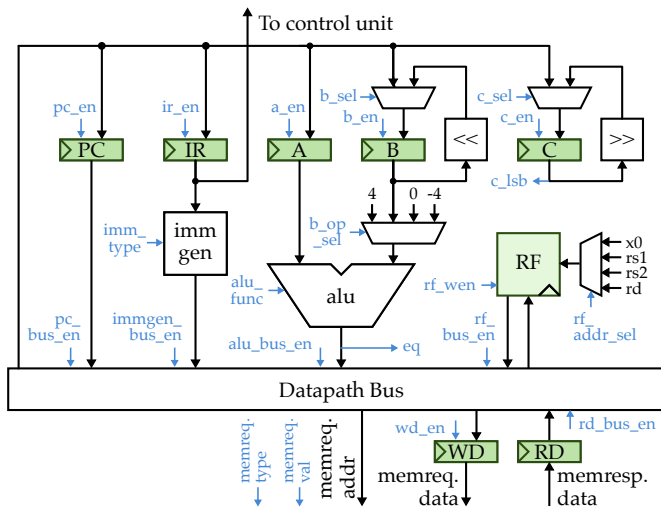 To control unit
pc_en
ir_en
a_en
b_sel
b_en
c_sel
c_en
<<
>>
PC
IR
A
B
C
c_lsb
4
0
-4
imm_
type
imm
gen
b_op
_sel
x0
rs1
rs2
rd
RF
alu_
func
alu
rf_wen
pc_
bus_en
immgen_
bus_en
alu_bus_en
eq
rf_
bus_en
rf_
addr_sel
Datapath Bus
memreq.
type
memreq.
val
memreq.
addr
wd_en
rd_bus_en
WD
RD
memreq.
data
memresp.
data